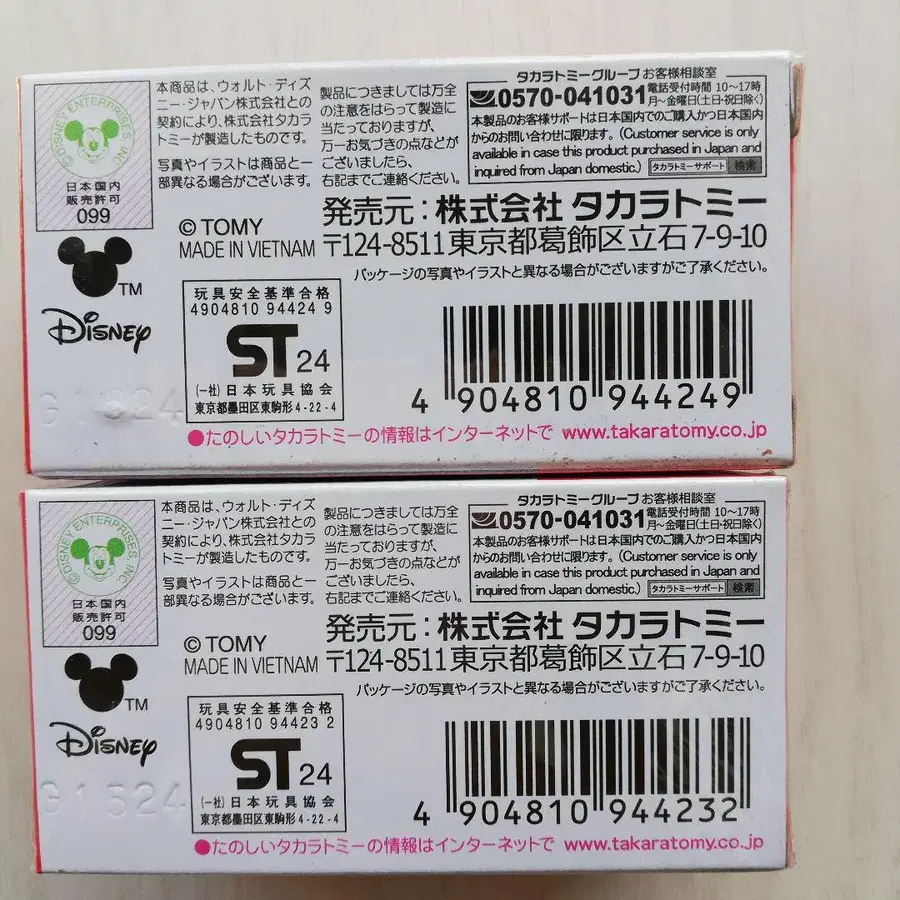 本商品は、ウォルト・ディズ
ニー・ジャパン株式会社との
契約により、株式会社タカラ
トミーが製造したものです。
写真やイラストは商品と一
部異なる場合がございます。
製品につきましては万全
の注意をはらって製造に
当たっておりますが、
万一お気づきの点などが
ございましたら、
右記までご連絡ください。
タカラトミーグループ お客様相談室
0570-041031 電話受付時間 10〜17時
月〜金曜日(土日・祝日除く)
本製品のお客様サポートは日本国内でのご購入かつ日本国内
からのお問い合わせに限ります。(Customer service is only
available in case this product purchased in Japan and
inquired from Japan domestic.) タカラトミーサポート 検索
©DISNEY ENTERPRISES INC
日本国内
販売許可
099
© TOMY
MADE IN VIETNAM
発売元：株式会社 タカラトミー
〒124-8511 東京都葛飾区立石7-9-10
パッケージの写真やイラストと異なる場合がございますがご了承ください。
TM
Disney
玩具安全基準合格
4904810 94424 9
ST 24
(一社)日本玩具協会
東京都墨田区東駒形4-22-4
4 904810 944249
●たのしいタカラトミーの情報はインターネットで www.takaratomy.co.jp
本商品は、ウォルト・ディズ
ニー・ジャパン株式会社との
契約により、株式会社タカラ
トミーが製造したものです。
写真やイラストは商品と一
部異なる場合がございます。
製品につきましては万全
の注意をはらって製造に
当たっておりますが、
万一お気づきの点などが
ございましたら、
右記までご連絡ください。
タカラトミーグループ お客様相談室
0570-041031 電話受付時間 10〜17時
月〜金曜日(土日・祝日除く)
本製品のお客様サポートは日本国内でのご購入かつ日本国内
からのお問い合わせに限ります。(Customer service is only
available in case this product purchased in Japan and
inquired from Japan domestic.) タカラトミーサポート 検索
©DISNEY ENTERPRISES INC
日本国内
販売許可
099
© TOMY
MADE IN VIETNAM
発売元：株式会社 タカラトミー
〒124-8511 東京都葛飾区立石7-9-10
パッケージの写真やイラストと異なる場合がございますがご了承ください。
TM
Disney
玩具安全基準合格
4904810 94423 2
ST 24
(一社)日本玩具協会
東京都墨田区東駒形4-22-4
4 904810 944232
●たのしいタカラトミーの情報はインターネットで www.takaratomy.co.jp